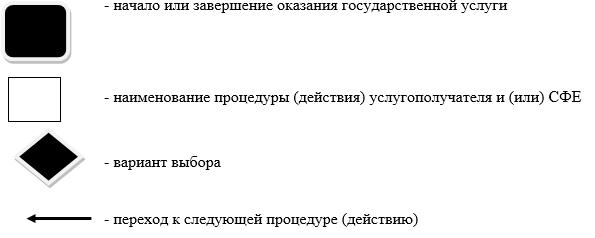 - начало или завершение оказания государственной услуги
- наименование процедуры (действия) услугополучателя и (или) СФЕ
- вариант выбора
- переход к следующей процедуре (действию)